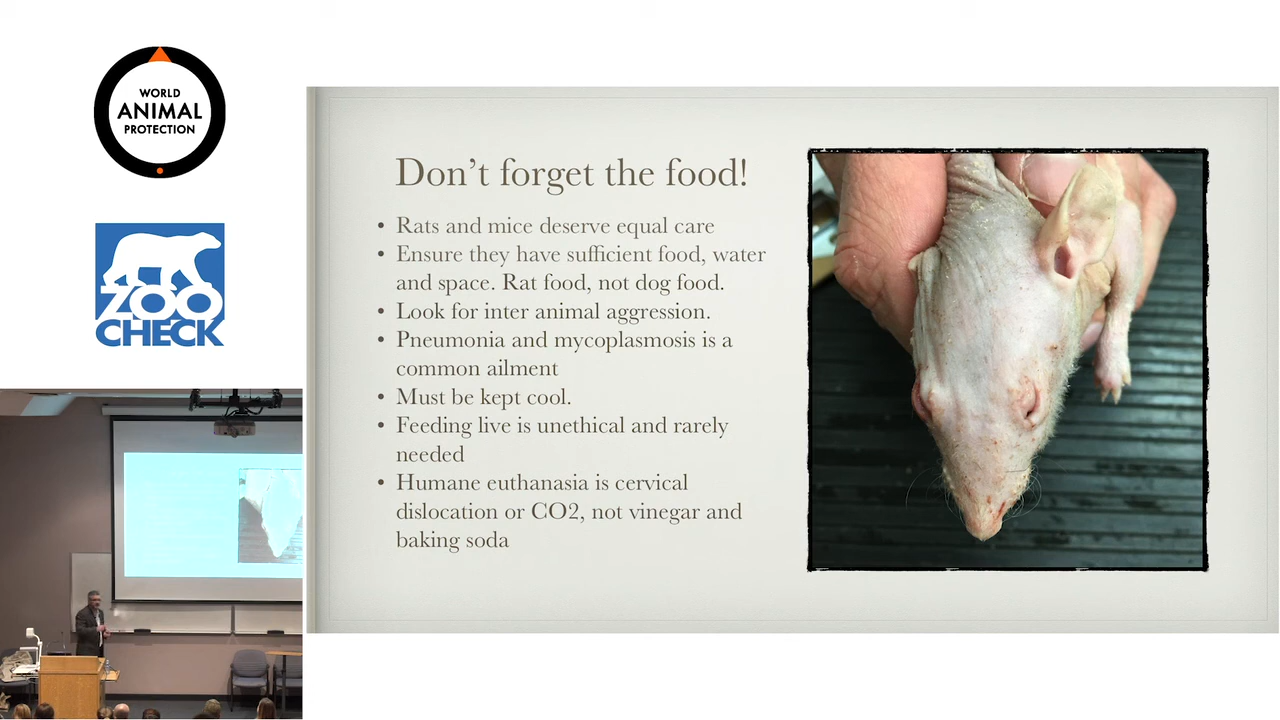 WORLD
ANIMAL
PROTECTION
ZOO
CHECK
Don't forget the food!
• Rats and mice deserve equal care
• Ensure they have sufficient food, water
and space. Rat food, not dog food.
• Look for inter animal aggression.
• Pneumonia and mycoplasmosis is a
common ailment
• Must be kept cool.
• Feeding live is unethical and rarely
needed
• Humane euthanasia is cervical
dislocation or CO2, not vinegar and
baking soda